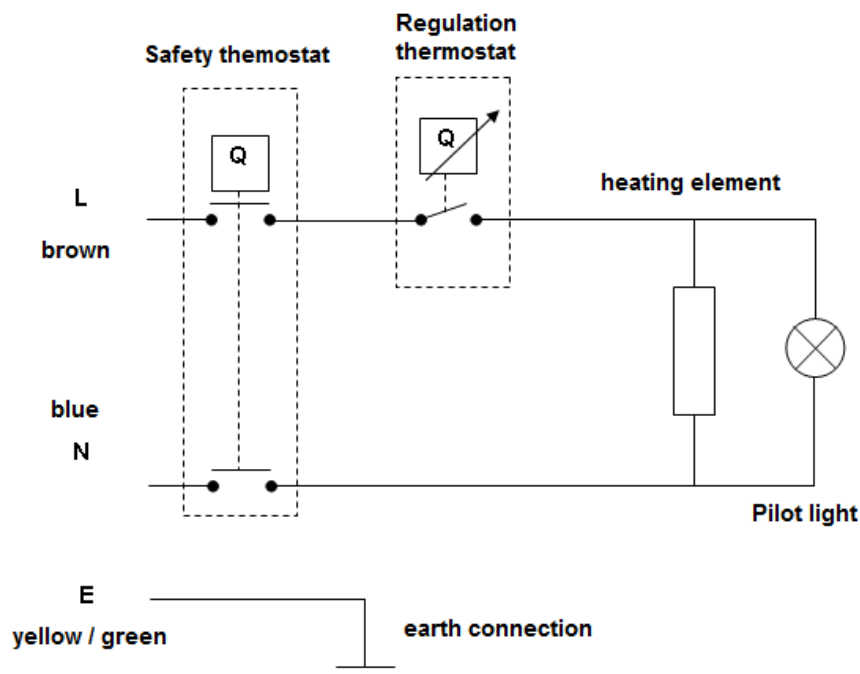 Regulation
thermostat
Safety themostat
Q
Q
L
heating element
brown
blue
N
Pilot light
E
earth connection
yellow / green